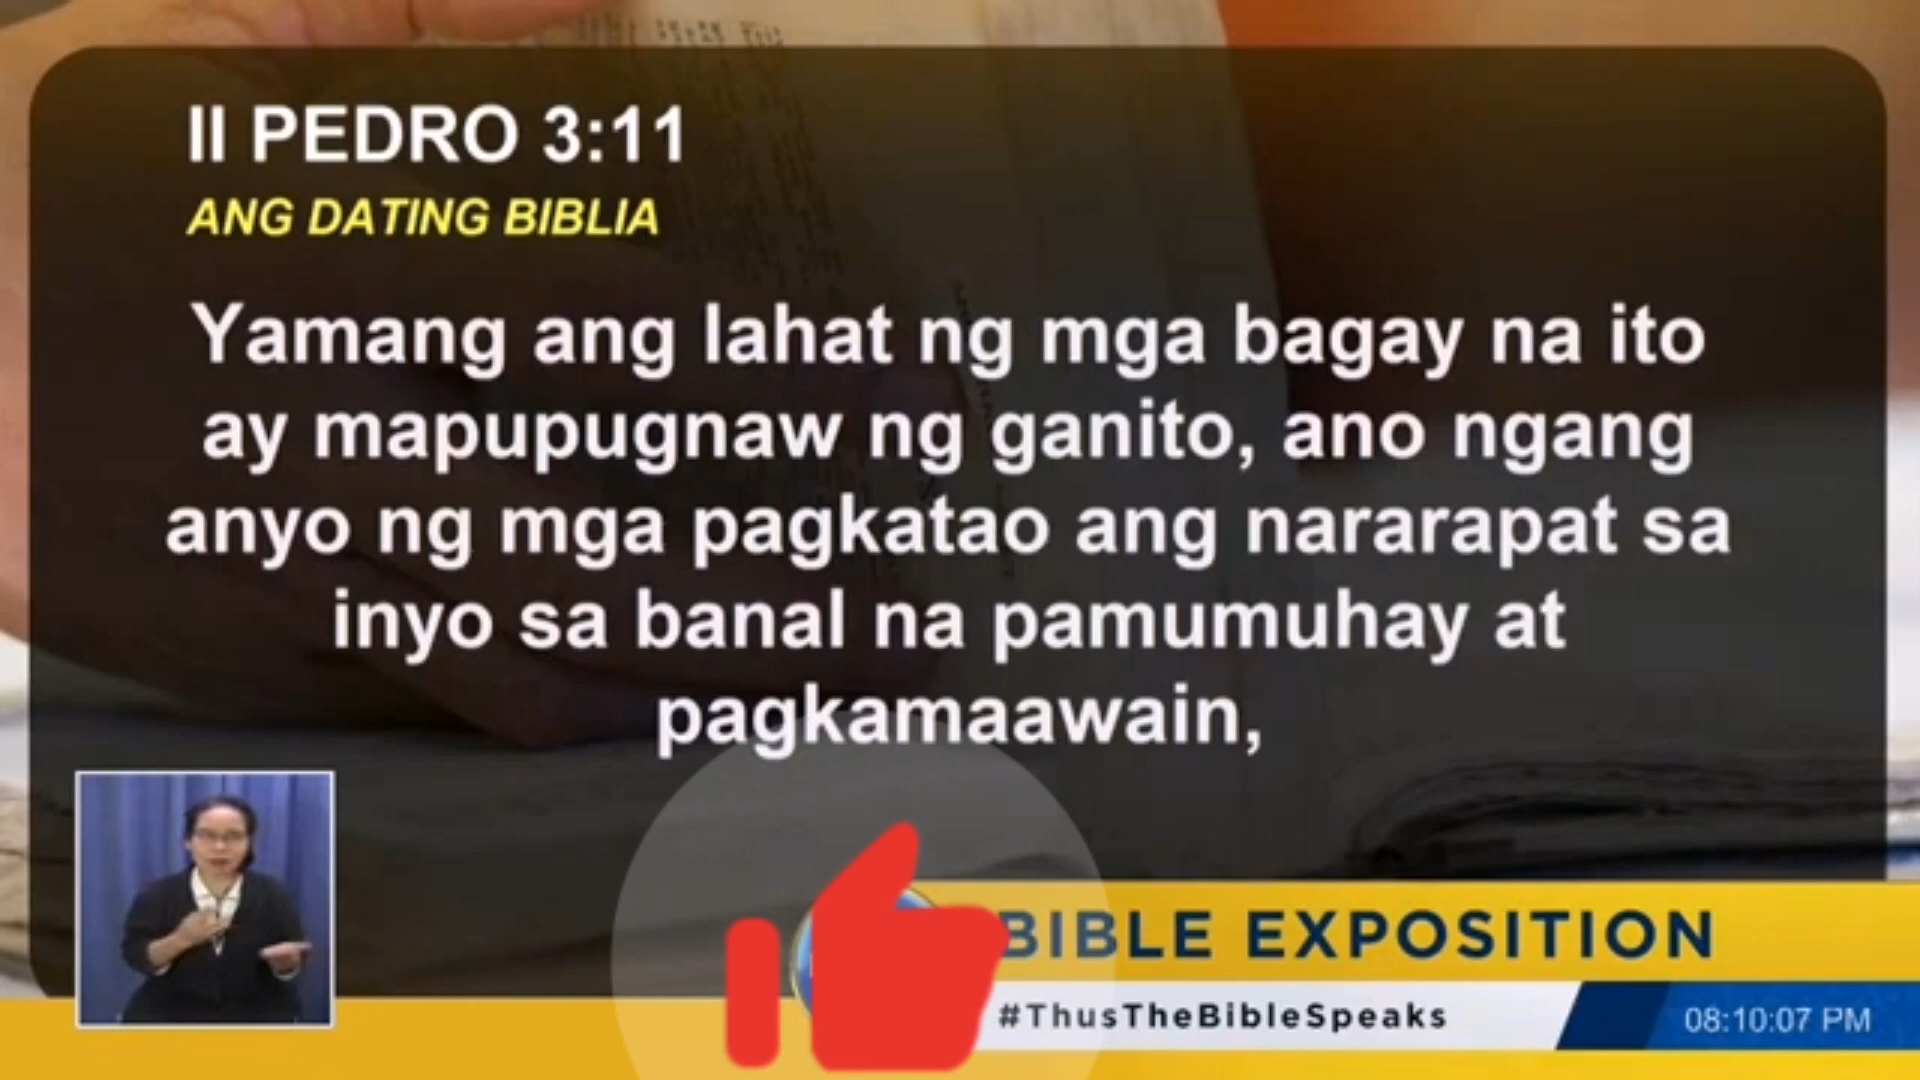 II PEDRO 3:11
ANG DATING BIBLIA
Yamang ang lahat ng mga bagay na ito
ay mapupugnaw ng ganito, ano ngang
anyo ng mga pagkatao ang nararapat sa
inyo sa banal na pamumuhay at
pagkamaawain,
BIBLE EXPOSITION
#ThusTheBibleSpeaks
08:10:07 PM